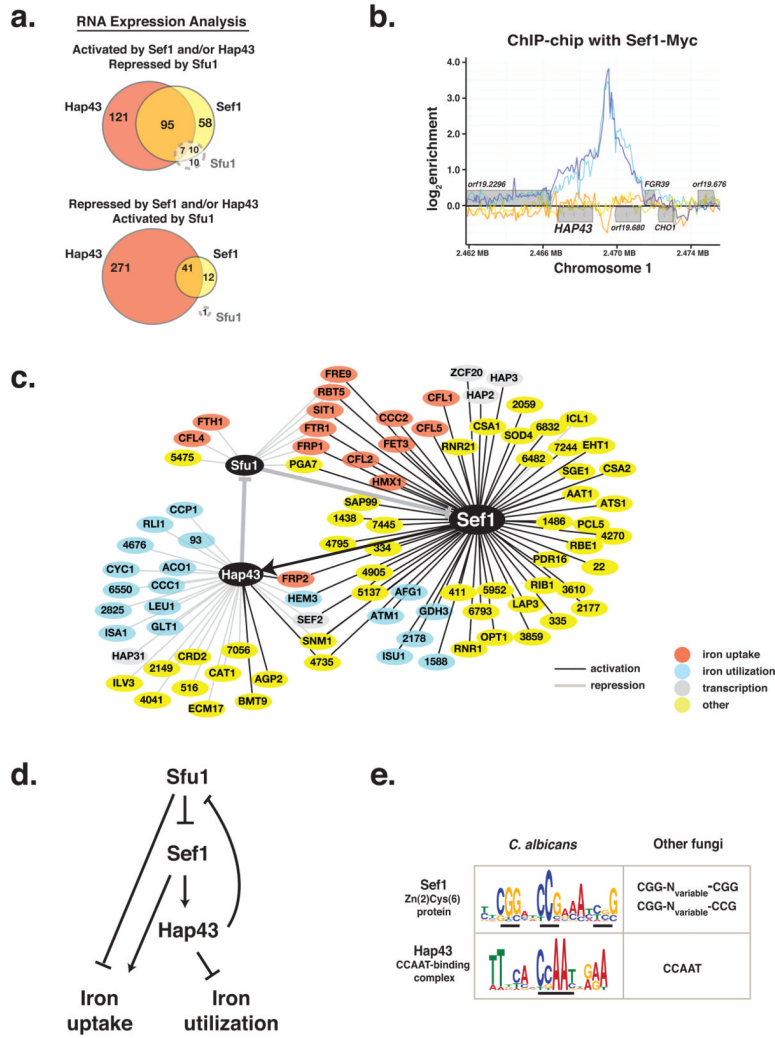 a.
RNA Expression Analysis
Activated by Sef1 and/or Hap43
Repressed by Sfu1
Hap43
121
95
58
Sef1
7
10
10
Sfu1
Repressed by Sef1 and/or Hap43
Activated by Sfu1
Hap43
271
41
12
Sef1
1
Sfu1
b.
ChIP-chip with Sef1-Myc
log2 enrichment
4.0
3.0
2.0
1.0
0.0
orf19.2296
HAP43
orf19.680
FGR39
CHO1
orf19.676
2.462 MB
2.466 MB
2.470 MB
2.474 MB
Chromosome 1
c.
FRE9
RBT5
SIT1
FTR1
FRP1
PGA7
FTH1
CFL4
5475
Sfu1
CCC2
FET3
CFL2
HMX1
CFL1
CFL5
RNR21
ZCF20
HAP2
HAP3
CSA1
2059
SOD4
6832
ICL1
7244
6482
EHT1
SGE1
CSA2
AAT1
ATS1
Sef1
1486
PCL5
4270
RBE1
PDR16
22
SAP99
1438
7445
4795
334
4905
5137
CCP1
RLI1
93
4676
CYC1
ACO1
6550
CCC1
2825
LEU1
ISA1
GLT1
Hap43
FRP2
HEM3
SEF2
SNM1
4735
AFG1
ATM1
GDH3
2178
ISU1
1588
411
5952
6793
RNR1
OPT1
LAP3
3859
RIB1
3610
2177
335
HAP31
7056
CRD2
2149
ILV3
CAT1
516
4041
ECM17
AGP2
BMT9
activation
repression
iron uptake
iron utilization
transcription
other
d.
Sfu1
Sef1
Hap43
Iron
uptake
Iron
utilization
e.
C. albicans
Other fungi
Sef1
Zn(2)Cys(6)
protein
CGG-Nvariable-CGG
CGG-Nvariable-CCG
Hap43
CCAAT-binding
complex
CCAAT